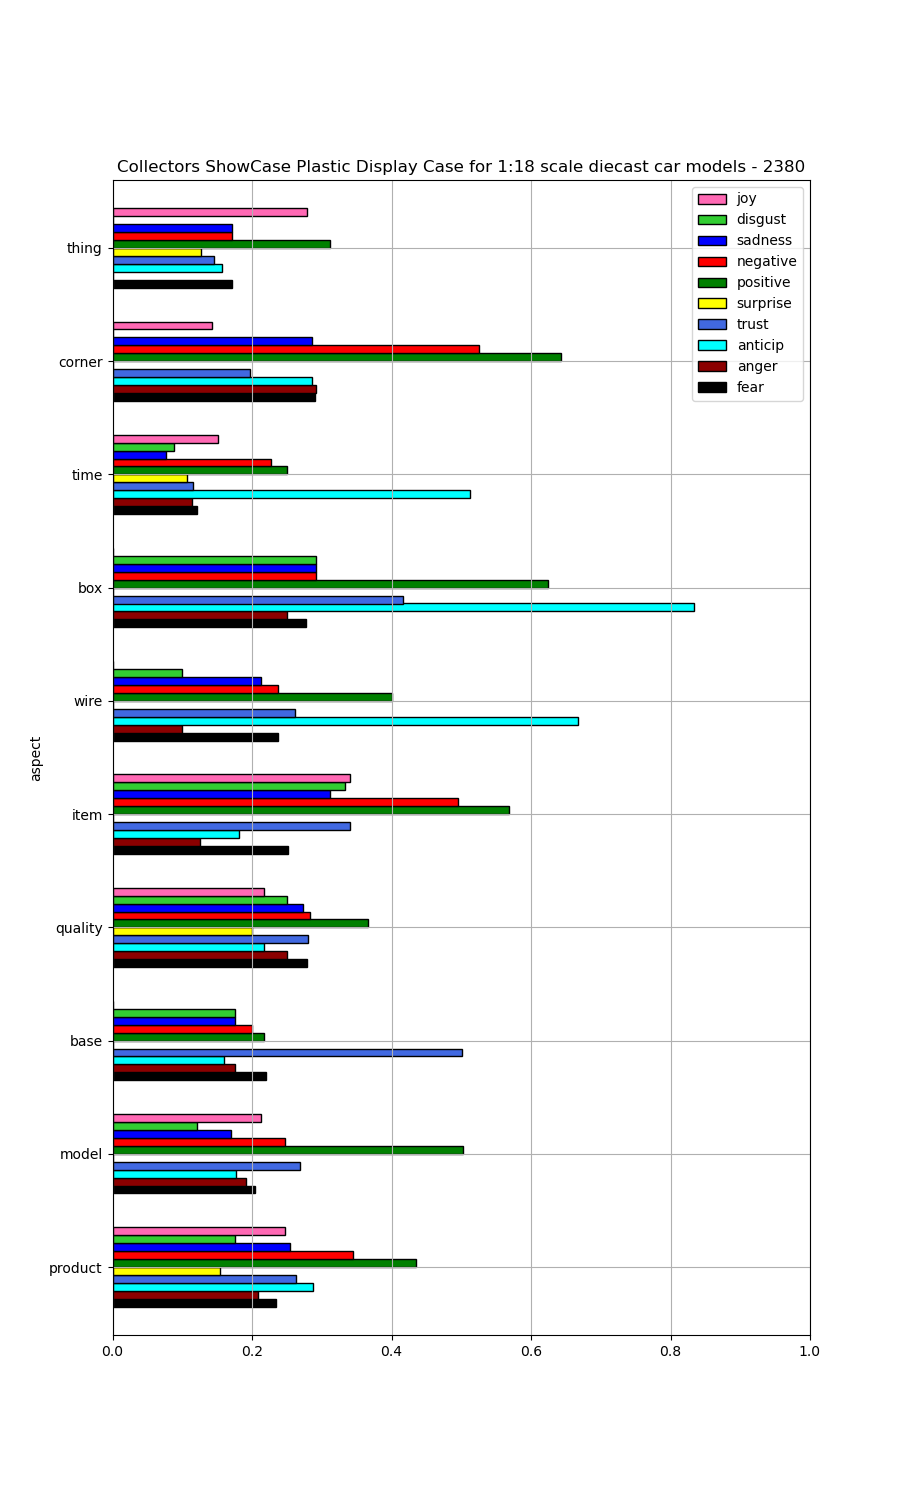 Collectors ShowCase Plastic Display Case for 1:18 scale diecast car models - 2380
joy
disgust
sadness
negative
positive
surprise
trust
anticip
anger
fear
thing
corner
time
box
wire
item
quality
base
model
product
aspect
0.0 0.2 0.4 0.6 0.8 1.0